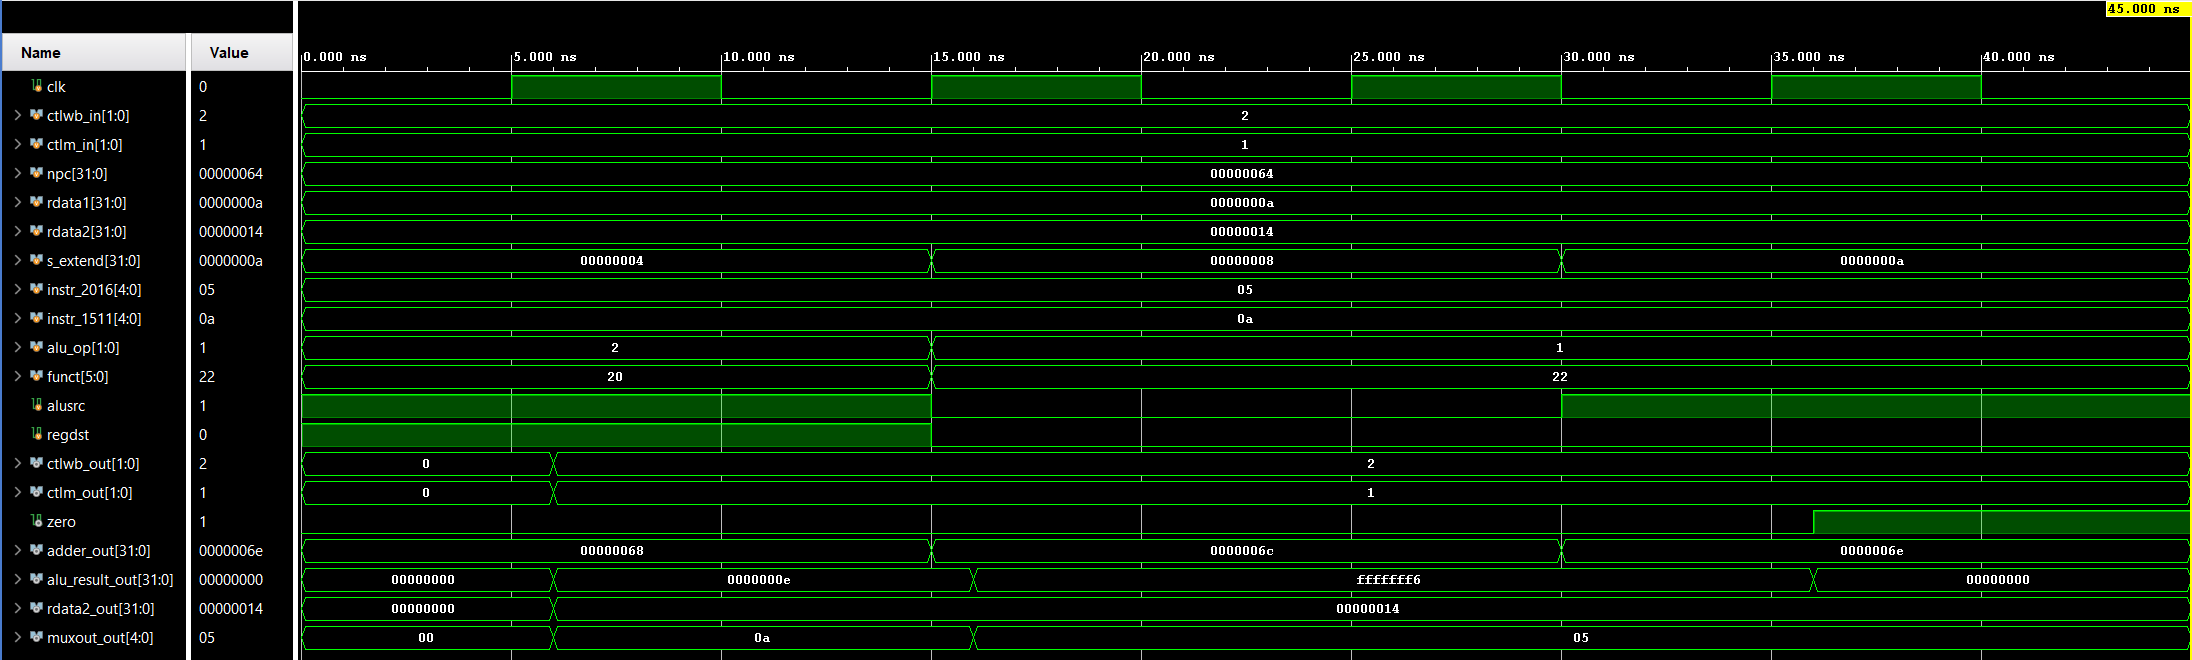 45.000 ns
Name Value 0.000 ns 5.000 ns 10.000 ns 15.000 ns 20.000 ns 25.000 ns 30.000 ns 35.000 ns 40.000 ns
clk 0
ctlwb_in[1:0] 2 2
ctlm_in[1:0] 1 1
npc[31:0] 00000064 00000064
rdata1[31:0] 0000000a 0000000a
rdata2[31:0] 00000014 00000014
s_extend[31:0] 0000000a 00000004 00000008 0000000a
instr_2016[4:0] 05 05
instr_1511[4:0] 0a 0a
alu_op[1:0] 1 2 1
funct[5:0] 22 20 22
alusrc 1
regdst 0
ctlwb_out[1:0] 2 0 2
ctlm_out[1:0] 1 0 1
zero 1
adder_out[31:0] 0000006e 00000068 0000006c 0000006e
alu_result_out[31:0] 00000000 00000000 0000000e fffffff6 00000000
rdata2_out[31:0] 00000014 00000000 00000014
muxout_out[4:0] 05 00 0a 05